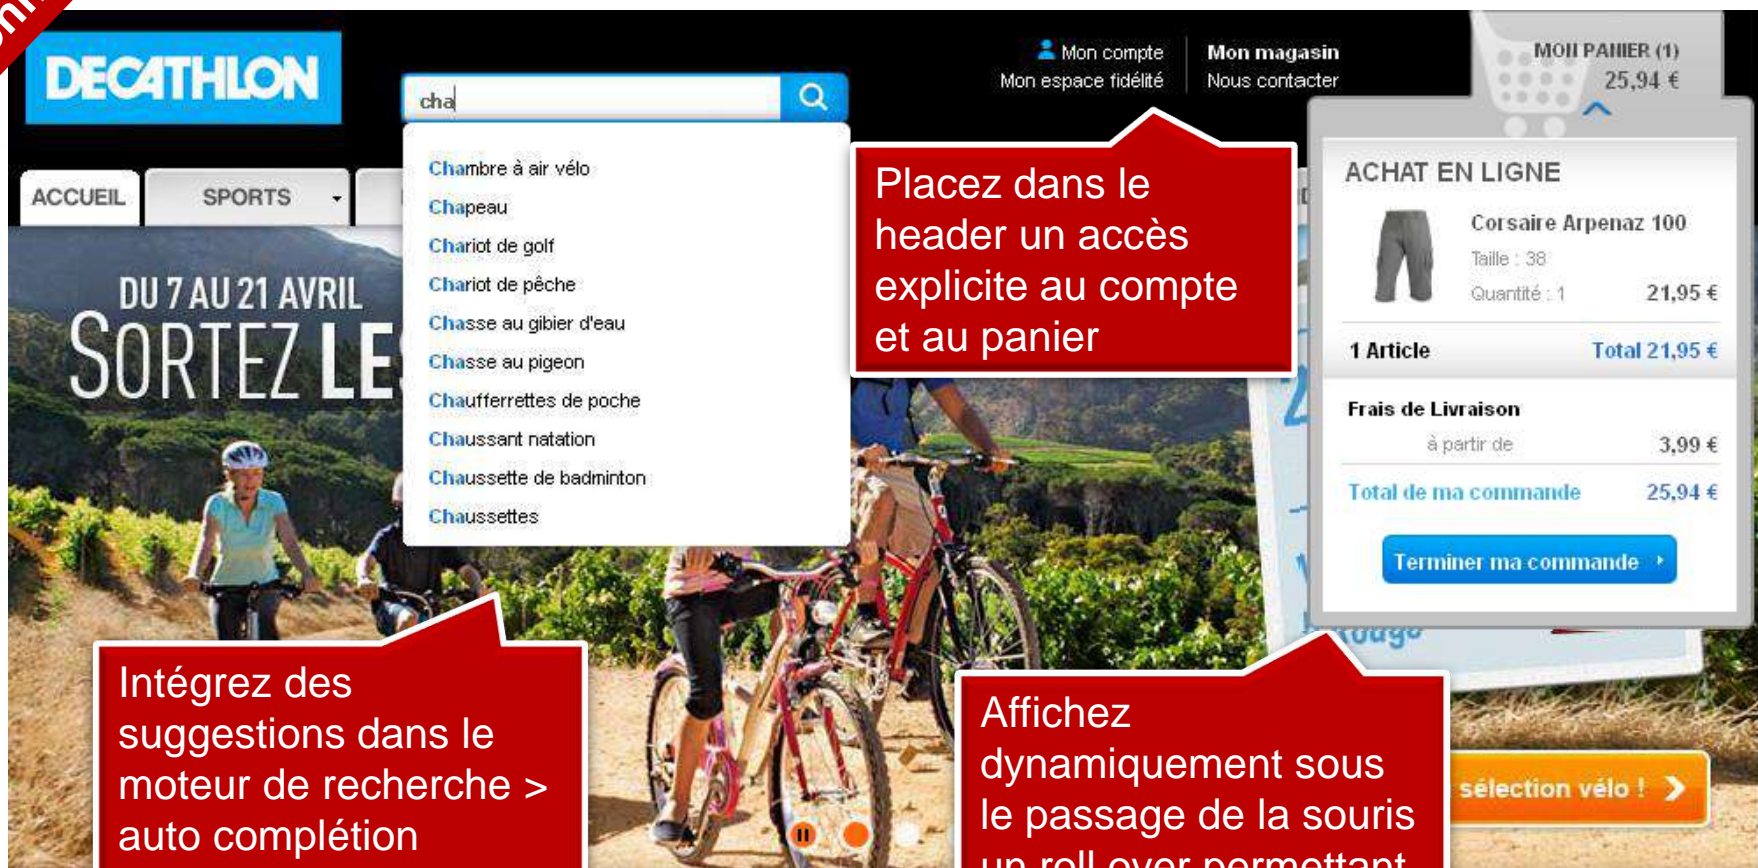 DECATHLON
cha
Mon compte
Mon espace fidélité
Mon magasin
Nous contacter
MON PANIER (1)
25,94 €
ACCUEIL
SPORTS
Chambre à air vélo
Chapeau
Chariot de golf
Chariot de pêche
Chasse au gibier d'eau
Chasse au pigeon
Chaufferrettes de poche
Chaussant natation
Chaussette de badminton
Chaussettes
Placez dans le
header un accès
explicite au compte
et au panier
ACHAT EN LIGNE
Corsaire Arpenaz 100
Taille : 38
Quantité : 1
21,95 €
1 Article
Total 21,95 €
Frais de Livraison
à partir de
3,99 €
Total de ma commande
25,94 €
Terminer ma commande
DU 7 AU 21 AVRIL
SORTEZ LES
Intégrez des
suggestions dans le
moteur de recherche >
auto complétion
Affichez
dynamiquement sous
le passage de la souris
un roll over permettant
sélection vélo !